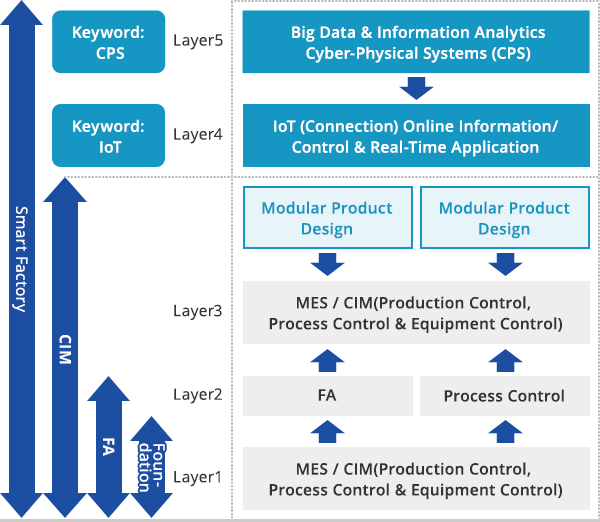 Keyword:
CPS
Layer5
Big Data & Information Analytics
Cyber-Physical Systems (CPS)
Keyword:
IoT
Layer4
IoT (Connection) Online Information/
Control & Real-Time Application
Smart Factory
CIM
FA
Foun-
dation
Modular Product
Design
Modular Product
Design
Layer3
MES / CIM(Production Control,
Process Control & Equipment Control)
Layer2
FA
Process Control
Layer1
MES / CIM(Production Control,
Process Control & Equipment Control)